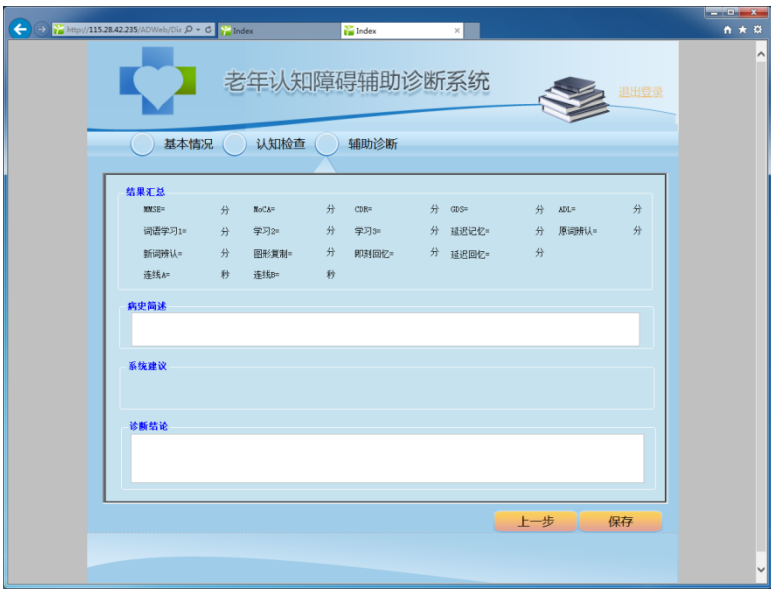 http://115.28.42.235/ADWeb/Dia
Index
Index
老年认知障碍辅助诊断系统
退出登录
基本情况 认知检查 辅助诊断
结果汇总
MMSE= 分 MoCA= 分 CDR= 分 GDS= 分 ADL= 分
词语学习1= 分 学习2= 分 学习3= 分 延迟记忆= 分 原词辨认= 分
新词辨认= 分 图形复制= 分 即刻回忆= 分 延迟回忆= 分
连线A= 秒 连线B= 秒
病史简述
系统建议
诊断结论
上一步 保存